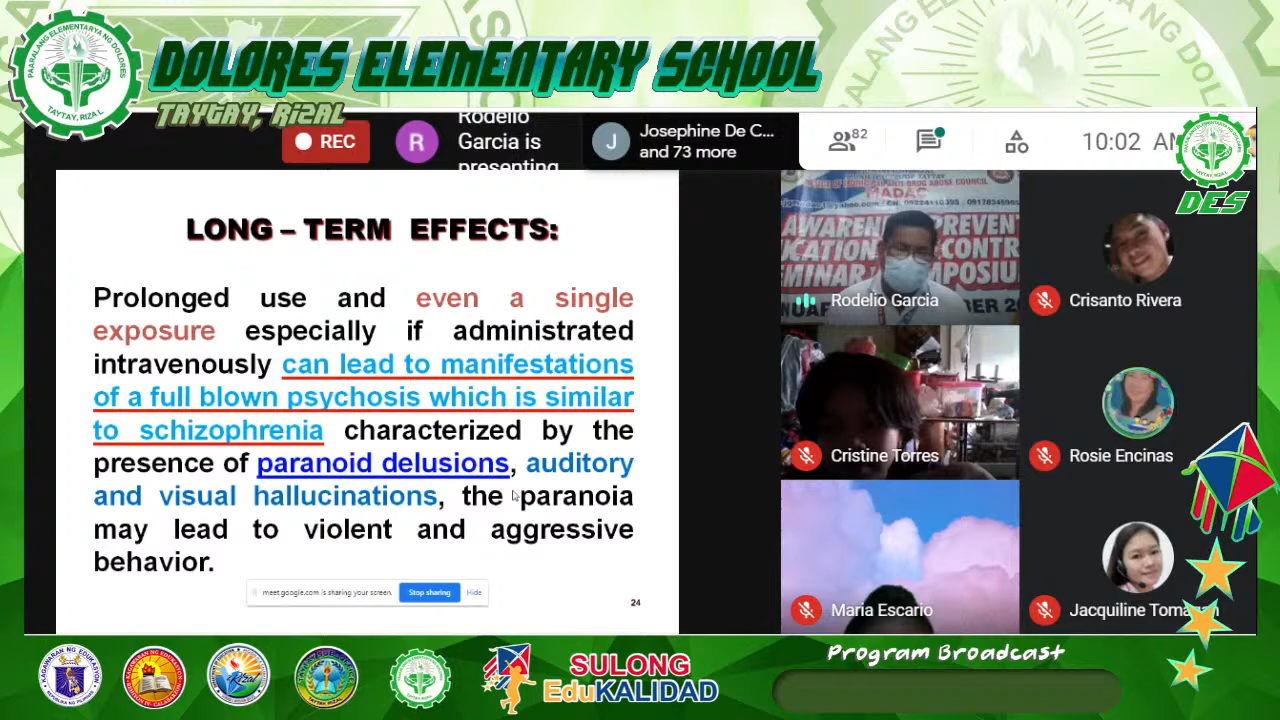 DOLORES ELEMENTARY SCHOOL
TAYTAY, RIZAL
REC
R
Rodelio
Garcia is
presenting
J
Josephine De C...
and 73 more
82
10:02 AM
DES
LONG – TERM EFFECTS:
Prolonged use and even a single
exposure especially if administrated
intravenously can lead to manifestations
of a full blown psychosis which is similar
to schizophrenia characterized by the
presence of paranoid delusions, auditory
and visual hallucinations, the paranoia
may lead to violent and aggressive
behavior.
meet.google.com is sharing your screen.
Stop sharing
Hide
24
AWAREN
PREVEN
Rodelio Garcia
Crisanto Rivera
Cristine Torres
Rosie Encinas
Maria Escario
Jacquiline
SULONG
EduKALIDAD
Program Broadcast